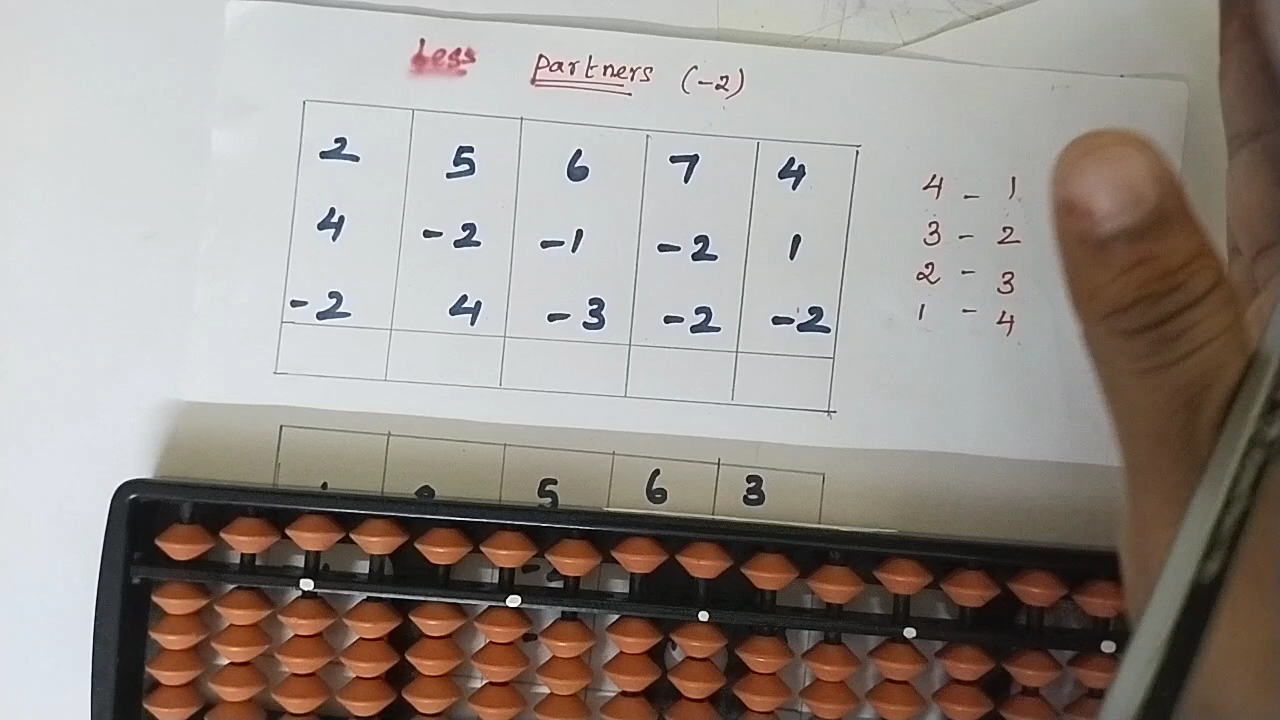 Less Partners (-2)
2 5 6 7 4
4 -2 -1 -2 1
-2 4 -3 -2 -2
4 - 1
3 - 2
2 - 3
1 - 4
5 6 3